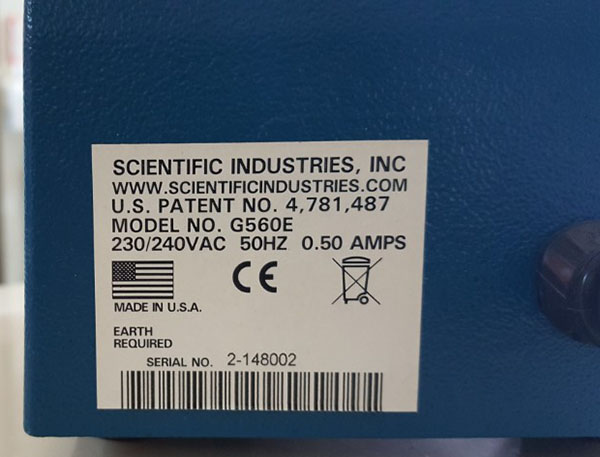 SCIENTIFIC INDUSTRIES, INC
WWW.SCIENTIFICINDUSTRIES.COM
U.S. PATENT NO. 4,781,487
MODEL NO. G560E
230/240VAC 50HZ 0.50 AMPS
CE
MADE IN U.S.A.
EARTH
REQUIRED
SERIAL NO. 2-148002